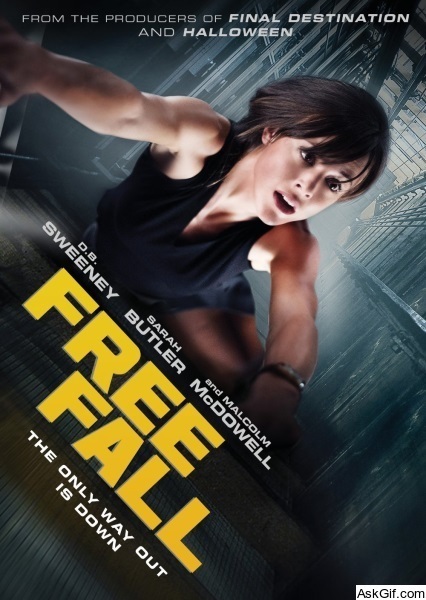 FROM THE PRODUCERS OF FINAL DESTINATION
AND HALLOWEEN
D.B.
SWEENEY
SARAH
BUTLER
and MALCOLM
McDOWELL
FREE
FALL
THE ONLY WAY OUT
IS DOWN
AskGif.com